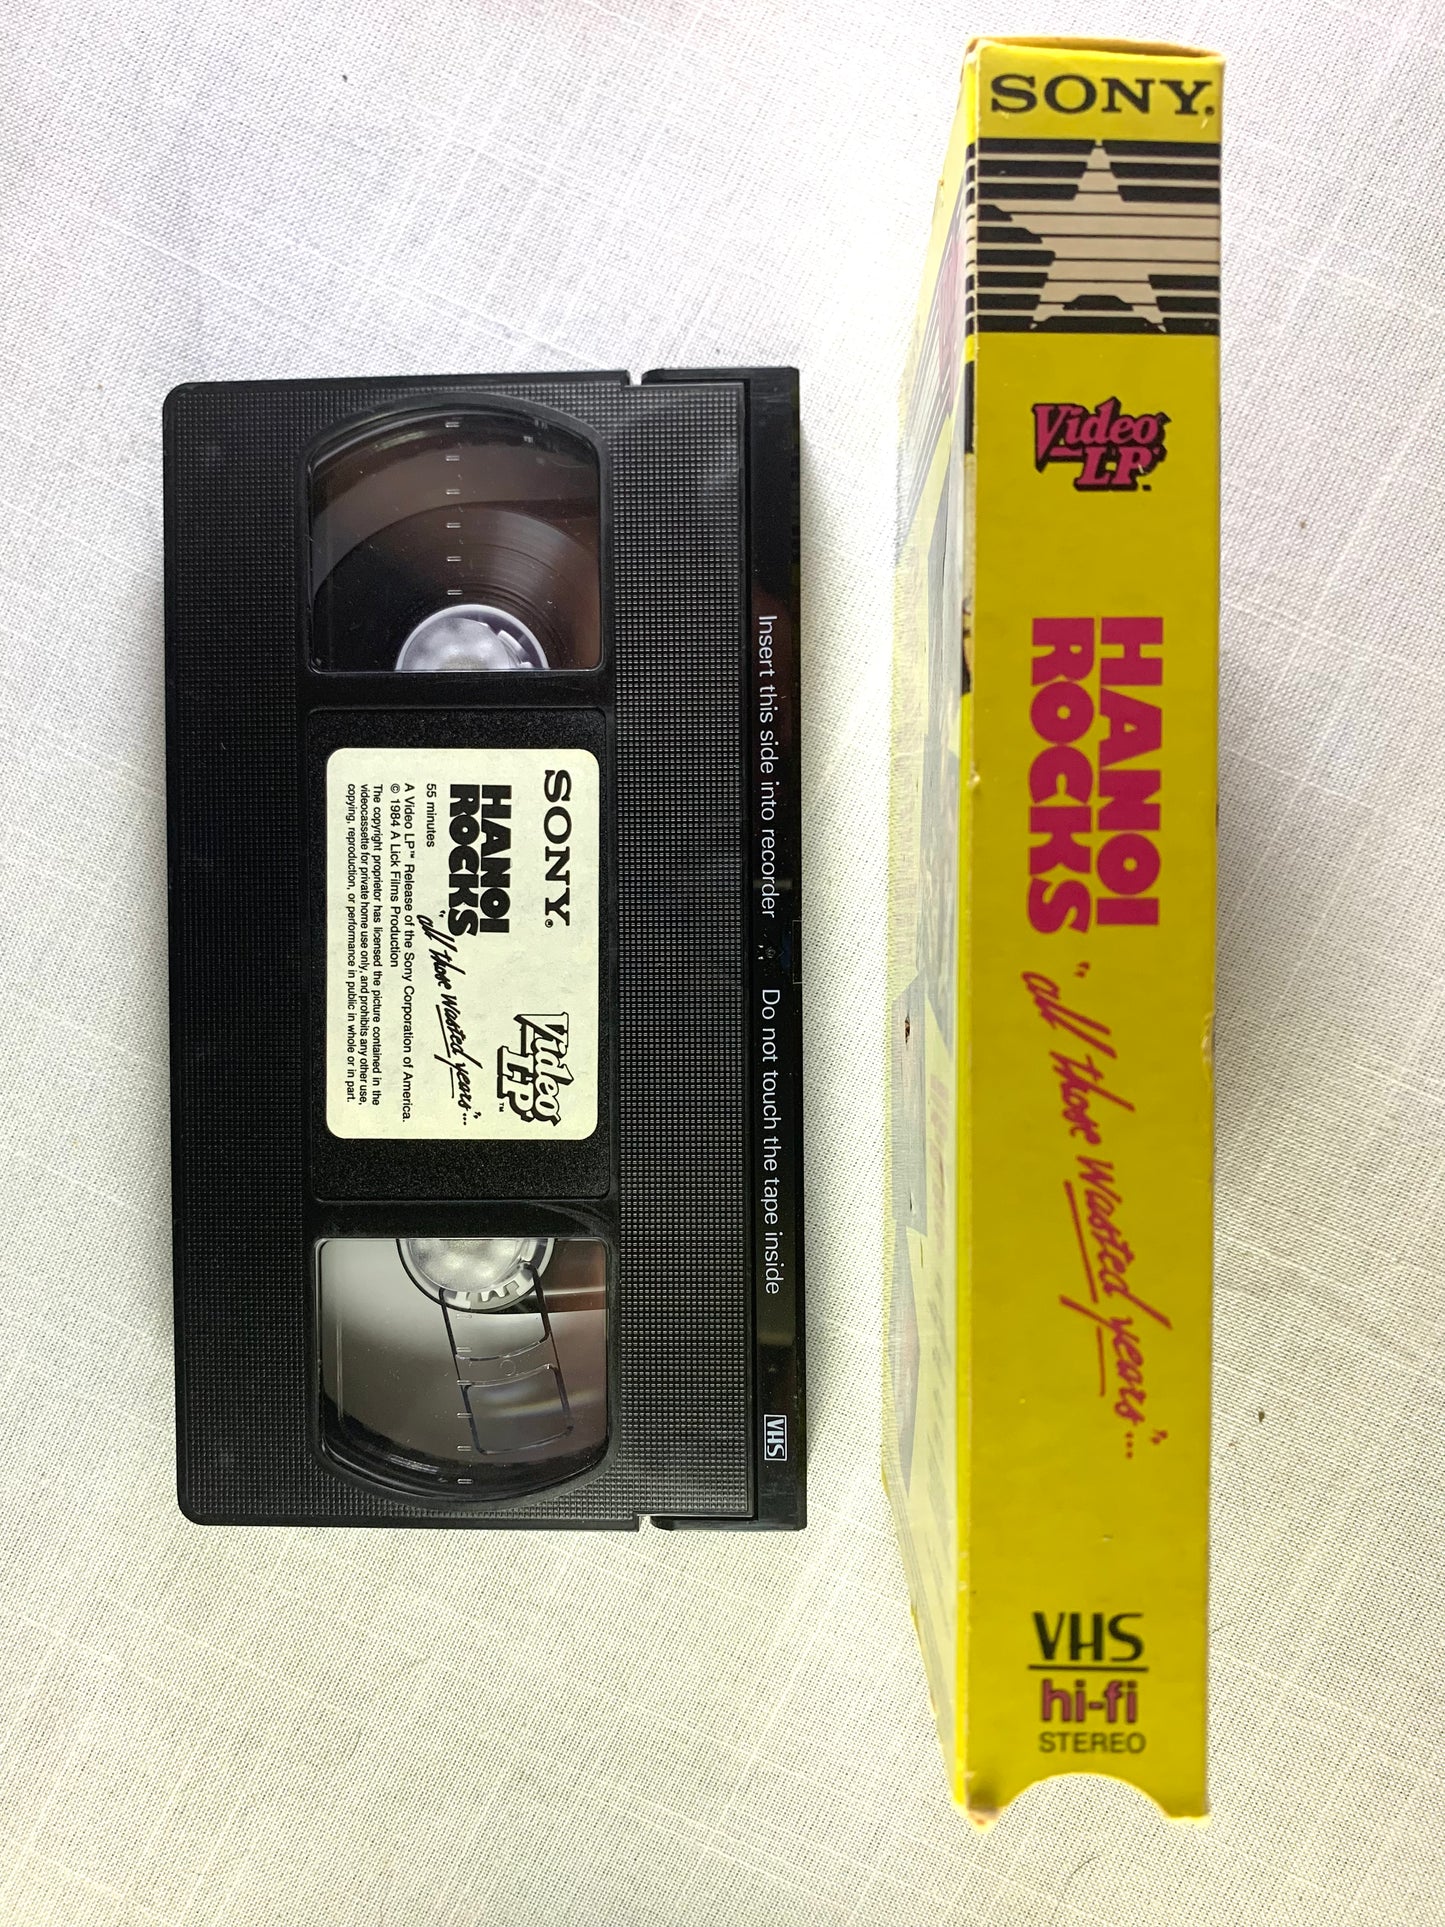 SONY®
HANOI
ROCKS
"all those wasted years..."
Video
LP™
55 minutes
A Video LP™ Release of the Sony Corporation of America.
© 1984 A Lick Films Production
The copyright proprietor has licensed the picture contained in the
videocassette for private home use only, and prohibits any other use,
copying, reproduction, or performance in public in whole or in part.
Insert this side into recorder
Do not touch the tape inside
VHS
SONY®
Video
LP
HANOI
ROCKS
"all those wasted years..."
VHS
hi-fi
STEREO